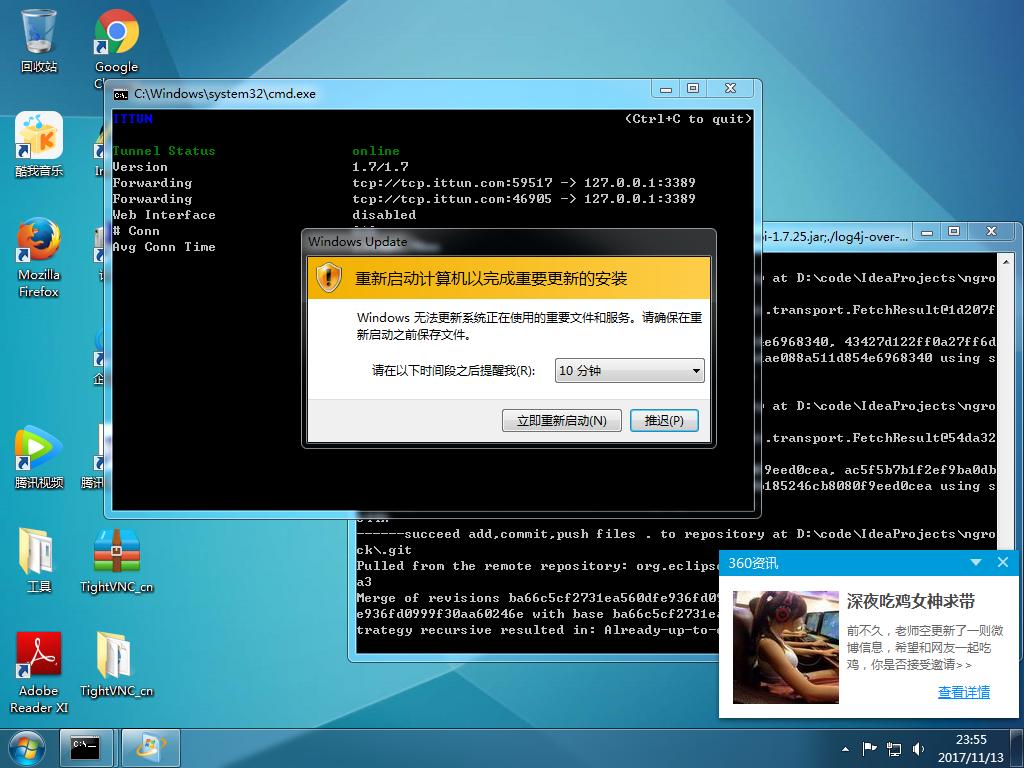 回收站
Google
酷我音乐
Mozilla
Firefox
腾讯视频
腾讯
工具
TightVNC_cn
Adobe
Reader XI
TightVNC_cn
C:\Windows\system32\cmd.exe
ITTUN
(Ctrl+C to quit)
Tunnel Status online
Version 1.7/1.7
Forwarding tcp://tcp.ittun.com:59517 -> 127.0.0.1:3389
Forwarding tcp://tcp.ittun.com:46905 -> 127.0.0.1:3389
Web Interface disabled
# Conn
Avg Conn Time
Windows Update
重新启动计算机以完成重要更新的安装
Windows 无法更新系统正在使用的重要文件和服务。请确保在重
新启动之前保存文件。
请在以下时间段之后提醒我(R): 10 分钟
立即重新启动(N) 推迟(P)
i-1.7.25.jar;./log4j-over-...
at D:\code\IdeaProjects\ngro
.transport.FetchResult@1d207f
e6968340, 43427d122ff0a27ff6d
ae088a511d854e6968340 using s
at D:\code\IdeaProjects\ngro
.transport.FetchResult@54da32
9eed0cea, ac5f5b7b1f2ef9ba0db
185246cb8080f9eed0cea using s
------succeed add,commit,push files . to repository at D:\code\IdeaProjects\ngro
ck\.git
Pulled from the remote repository: org.eclips
a3
Merge of revisions ba66c5cf2731ea560dfe936fd0
e936fd0999f30aa60246e with base ba66c5cf2731ea
trategy recursive resulted in: Already-up-to-
360资讯
深夜吃鸡女神求带
前不久，老师空更新了一则微
博信息，希望和网友一起吃
鸡，你是否接受邀请>>
查看详情
23:55
2017/11/13